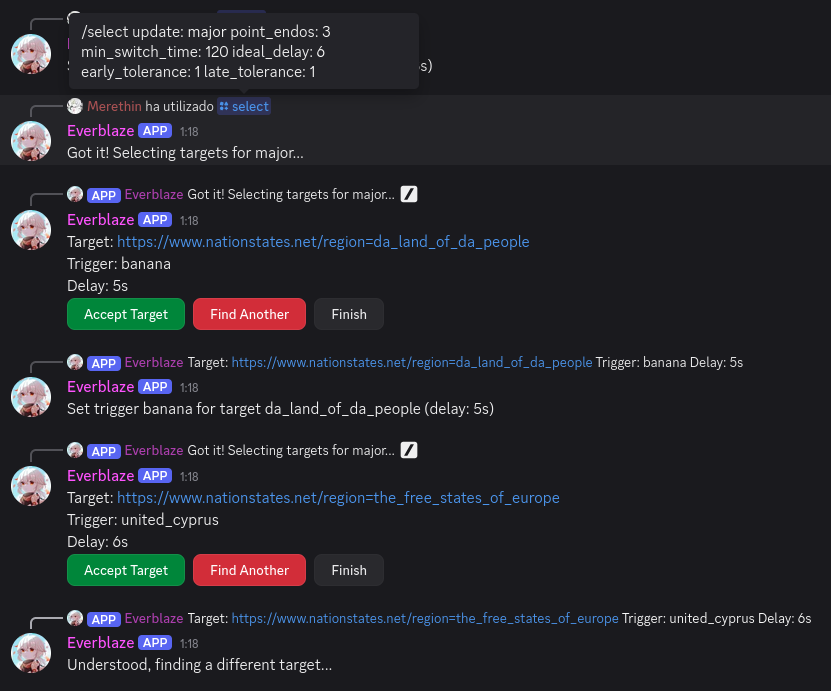 /select update: major point_endos: 3
min_switch_time: 120 ideal_delay: 6
early_tolerance: 1 late_tolerance: 1
s)
Merethin ha utilizado select
Everblaze APP 1:18
Got it! Selecting targets for major...
APP Everblaze Got it! Selecting targets for major...
Everblaze APP 1:18
Target: https://www.nationstates.net/region=da_land_of_da_people
Trigger: banana
Delay: 5s
Accept Target Find Another Finish
APP Everblaze Target: https://www.nationstates.net/region=da_land_of_da_people Trigger: banana Delay: 5s
Everblaze APP 1:18
Set trigger banana for target da_land_of_da_people (delay: 5s)
APP Everblaze Got it! Selecting targets for major...
Everblaze APP 1:18
Target: https://www.nationstates.net/region=the_free_states_of_europe
Trigger: united_cyprus
Delay: 6s
Accept Target Find Another Finish
APP Everblaze Target: https://www.nationstates.net/region=the_free_states_of_europe Trigger: united_cyprus Delay: 6s
Everblaze APP 1:18
Understood, finding a different target...